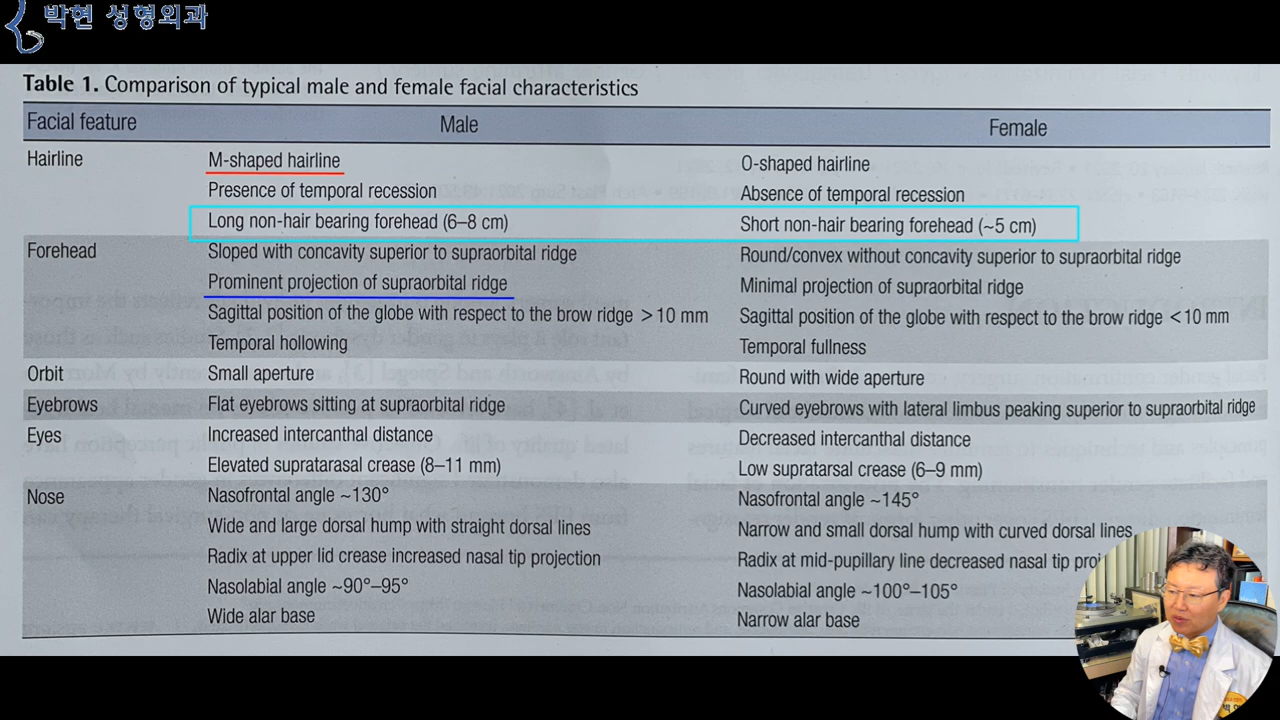 박현 성형외과
Table 1. Comparison of typical male and female facial characteristics
Facial feature Male Female
Hairline M-shaped hairline O-shaped hairline
Presence of temporal recession Absence of temporal recession
Long non-hair bearing forehead (6–8 cm) Short non-hair bearing forehead (~5 cm)
Forehead Sloped with concavity superior to supraorbital ridge Round/convex without concavity superior to supraorbital ridge
Prominent projection of supraorbital ridge Minimal projection of supraorbital ridge
Sagittal position of the globe with respect to the brow ridge >10 mm Sagittal position of the globe with respect to the brow ridge <10 mm
Temporal hollowing Temporal fullness
Orbit Small aperture Round with wide aperture
Eyebrows Flat eyebrows sitting at supraorbital ridge Curved eyebrows with lateral limbus peaking superior to supraorbital ridge
Eyes Increased intercanthal distance Decreased intercanthal distance
Elevated supratarasal crease (8–11 mm) Low supratarsal crease (6–9 mm)
Nose Nasofrontal angle ~130° Nasofrontal angle ~145°
Wide and large dorsal hump with straight dorsal lines Narrow and small dorsal hump with curved dorsal lines
Radix at upper lid crease increased nasal tip projection Radix at mid-pupillary line decreased nasal tip
Nasolabial angle ~90°–95° Nasolabial angle ~100°–105°
Wide alar base Narrow alar base